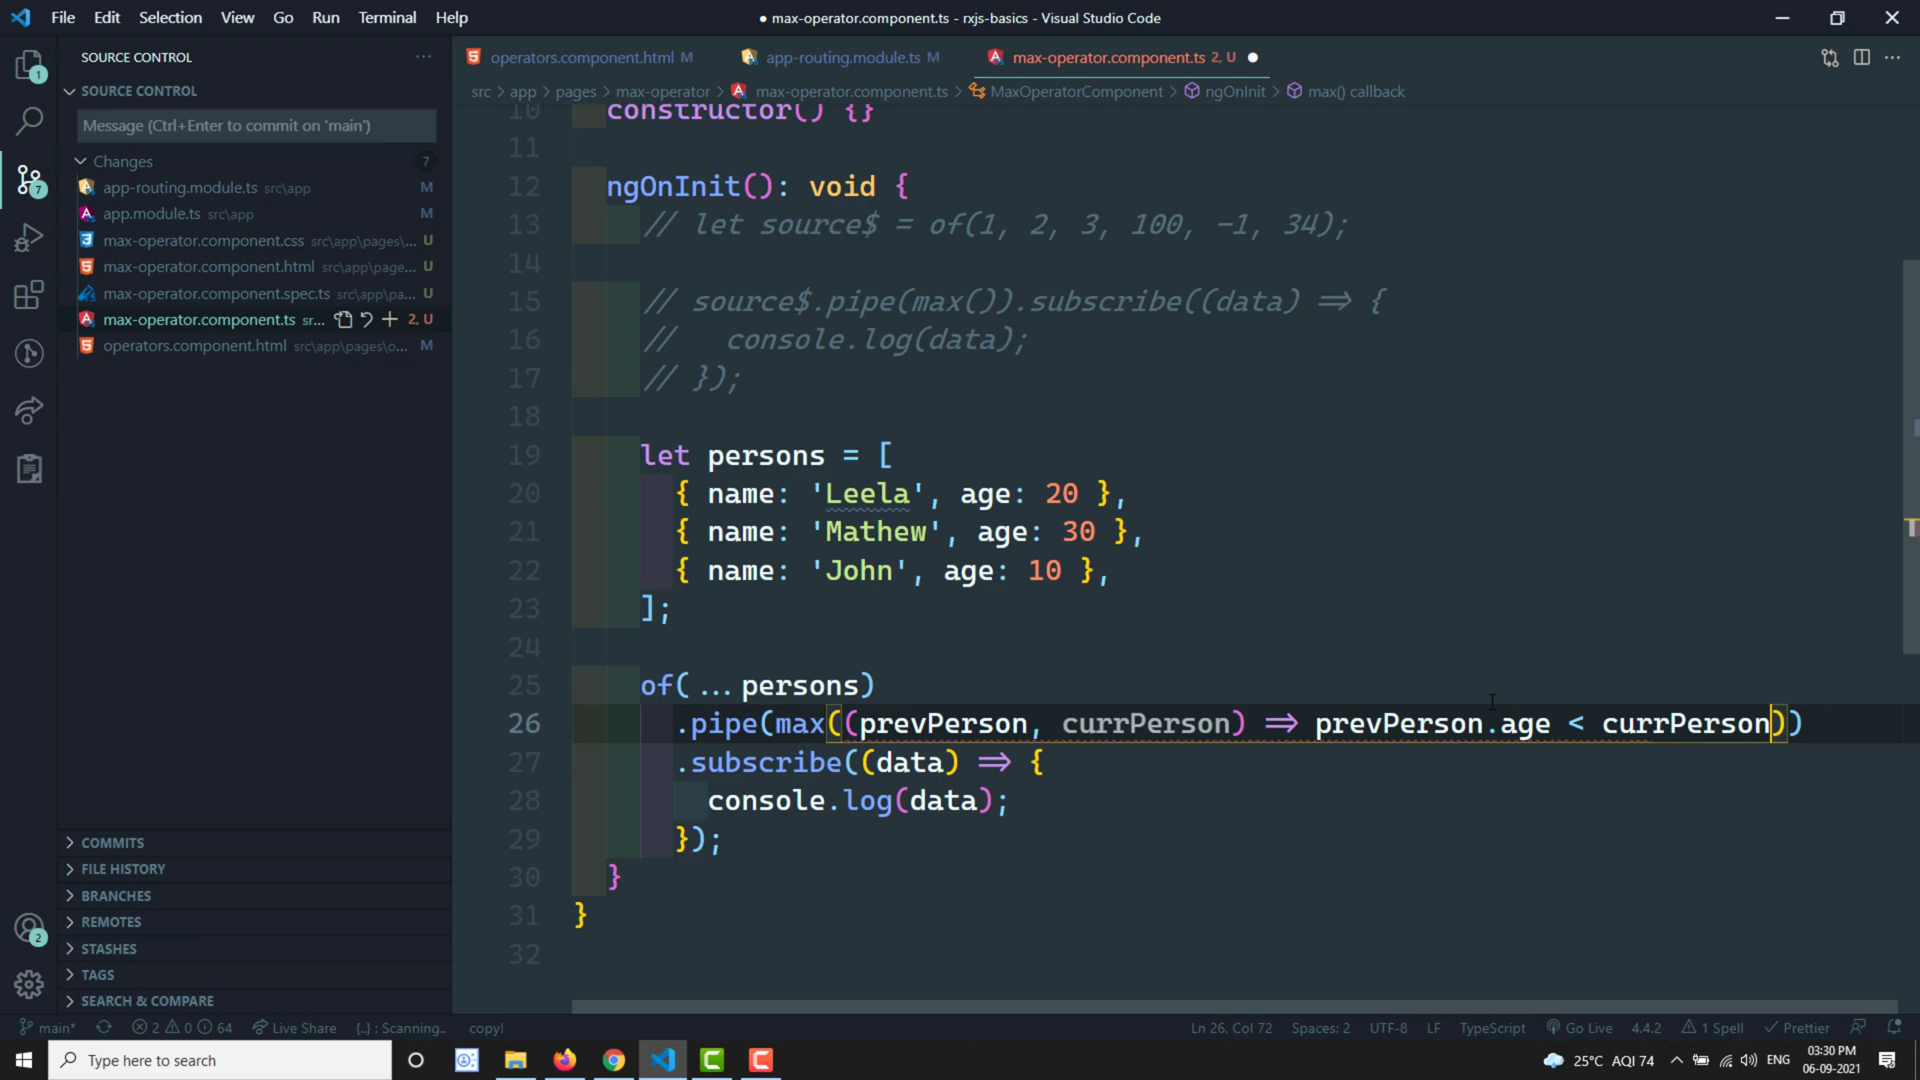 File Edit Selection View Go Run Terminal Help
● max-operator.component.ts - rxjs-basics - Visual Studio Code
SOURCE CONTROL
operators.component.html M
app-routing.module.ts M
max-operator.component.ts 2, U
src > app > pages > max-operator > max-operator.component.ts > MaxOperatorComponent > ngOnInit > max() callback
SOURCE CONTROL
Message (Ctrl+Enter to commit on 'main')
Changes 7
app-routing.module.ts src\app M
app.module.ts src\app M
max-operator.component.css src\app\pages\... U
max-operator.component.html src\app\page... U
max-operator.component.spec.ts src\app\pa... U
max-operator.component.ts sr... 2, U
operators.component.html src\app\pages\o... M
COMMITS
FILE HISTORY
BRANCHES
REMOTES
STASHES
TAGS
SEARCH & COMPARE
1
7
2
10 constructor() {}
11
12 ngOnInit(): void {
13 // let source$ = of(1, 2, 3, 100, -1, 34);
14
15 // source$.pipe(max()).subscribe((data) => {
16 // console.log(data);
17 // });
18
19 let persons = [
20 { name: 'Leela', age: 20 },
21 { name: 'Mathew', age: 30 },
22 { name: 'John', age: 10 },
23 ];
24
25 of(...persons)
26 .pipe(max((prevPerson, currPerson) => prevPerson.age < currPerson))
27 .subscribe((data) => {
28 console.log(data);
29 });
30 }
31 }
32
main* 2 0 64 Live Share {..} : Scanning.. copy! Ln 26, Col 72 Spaces: 2 UTF-8 LF TypeScript Go Live 4.4.2 1 Spell Prettier
Type here to search
25°C AQI 74 ENG 03:30 PM
06-09-2021